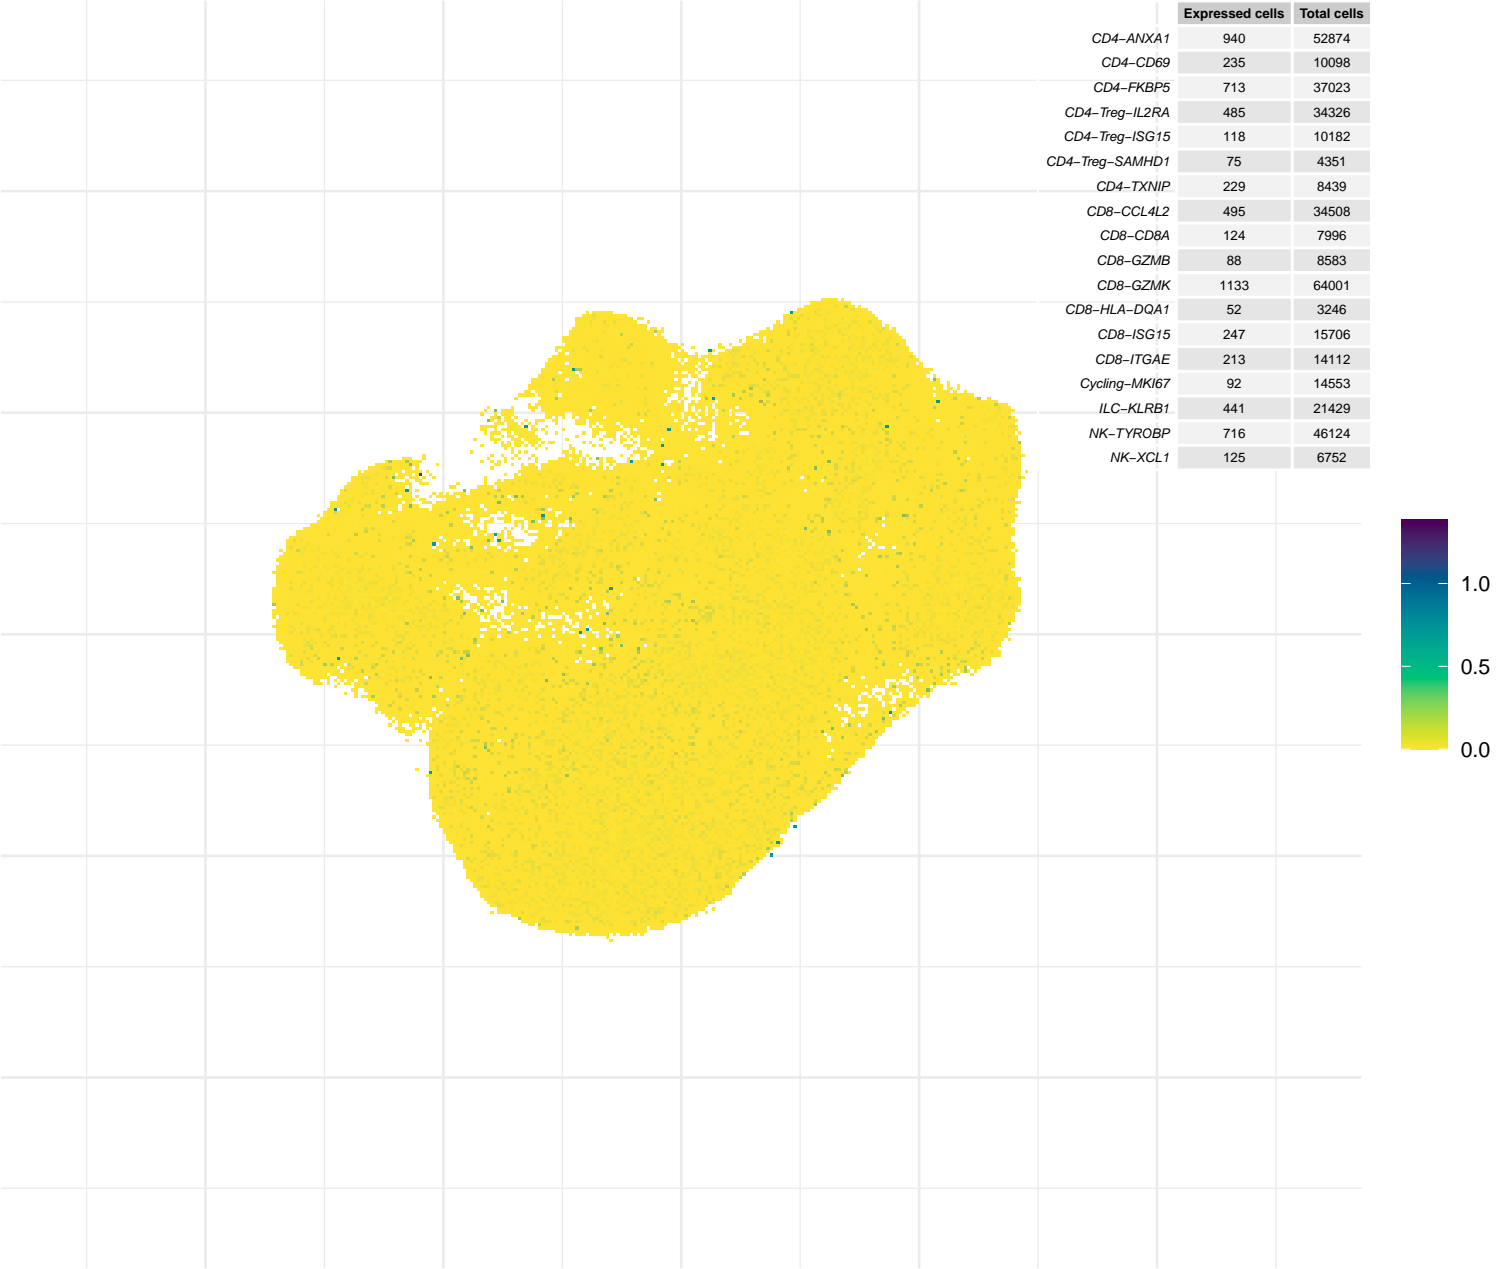 Expressed cells Total cells
CD4−ANXA1 940 52874
CD4−CD69 235 10098
CD4−FKBP5 713 37023
CD4−Treg−IL2RA 485 34326
CD4−Treg−ISG15 118 10182
CD4−Treg−SAMHD1 75 4351
CD4−TXNIP 229 8439
CD8−CCL4L2 495 34508
CD8−CD8A 124 7996
CD8−GZMB 88 8583
CD8−GZMK 1133 64001
CD8−HLA−DQA1 52 3246
CD8−ISG15 247 15706
CD8−ITGAE 213 14112
Cycling−MKI67 92 14553
ILC−KLRB1 441 21429
NK−TYROBP 716 46124
NK−XCL1 125 6752
1.0
0.5
0.0